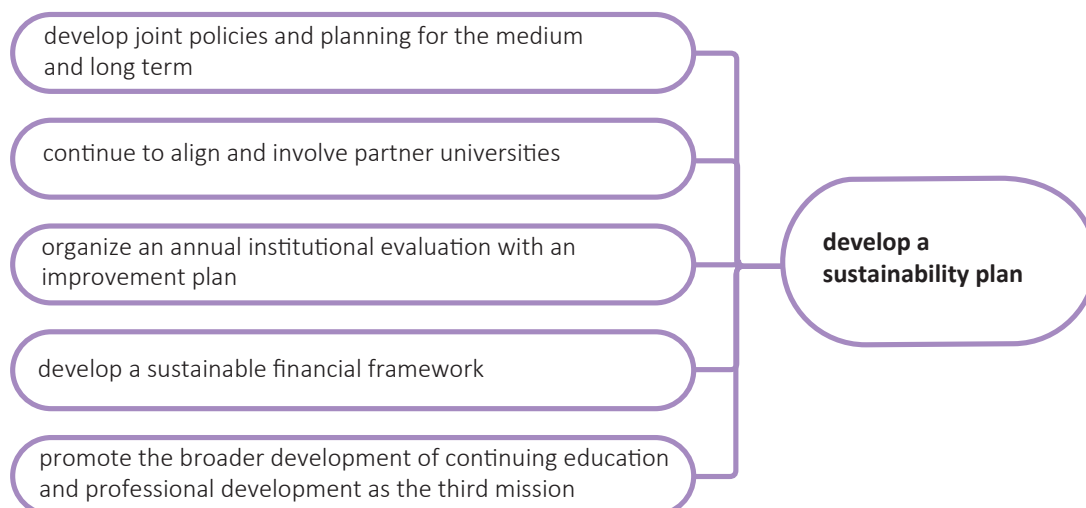 develop joint policies and planning for the medium
and long term
continue to align and involve partner universities
organize an annual institutional evaluation with an
improvement plan
develop a sustainable financial framework
promote the broader development of continuing education
and professional development as the third mission
develop a
sustainability plan